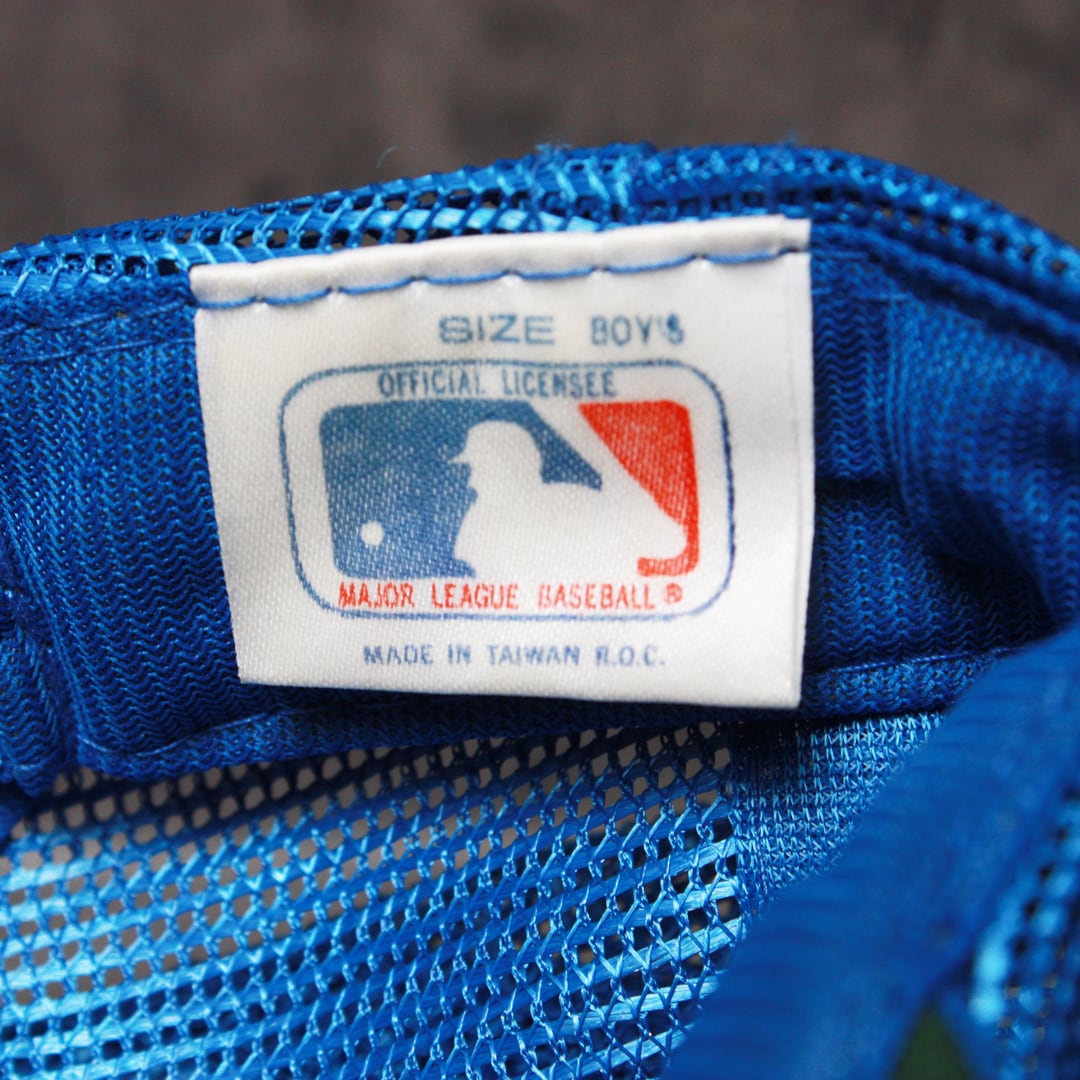 SIZE BOY'S
OFFICIAL LICENSEE
MAJOR LEAGUE BASEBALL ®
MADE IN TAIWAN R.O.C.